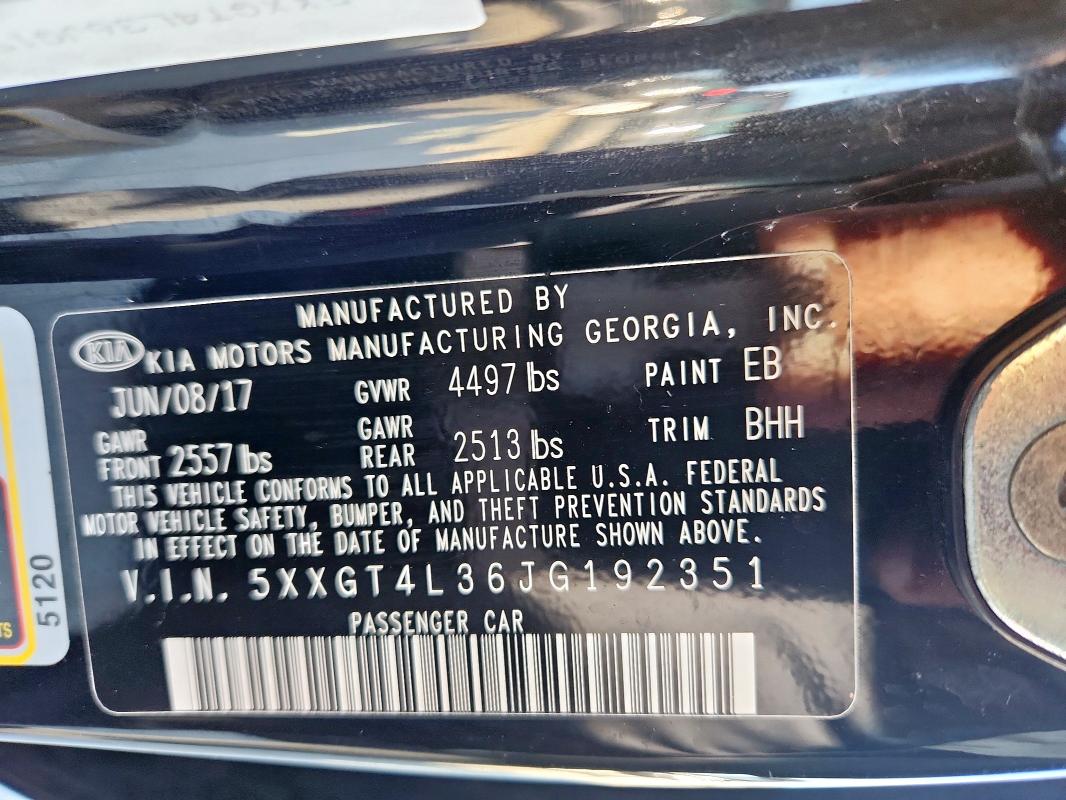 MANUFACTURED BY
KIA KIA MOTORS MANUFACTURING GEORGIA, INC.
JUN/08/17 GVWR 4497 lbs PAINT EB
GAWR FRONT 2557 lbs GAWR REAR 2513 lbs TRIM BHH
THIS VEHICLE CONFORMS TO ALL APPLICABLE U.S.A. FEDERAL
MOTOR VEHICLE SAFETY, BUMPER, AND THEFT PREVENTION STANDARDS
IN EFFECT ON THE DATE OF MANUFACTURE SHOWN ABOVE.
V.I.N. 5XXGT4L36JG192351
PASSENGER CAR
5120